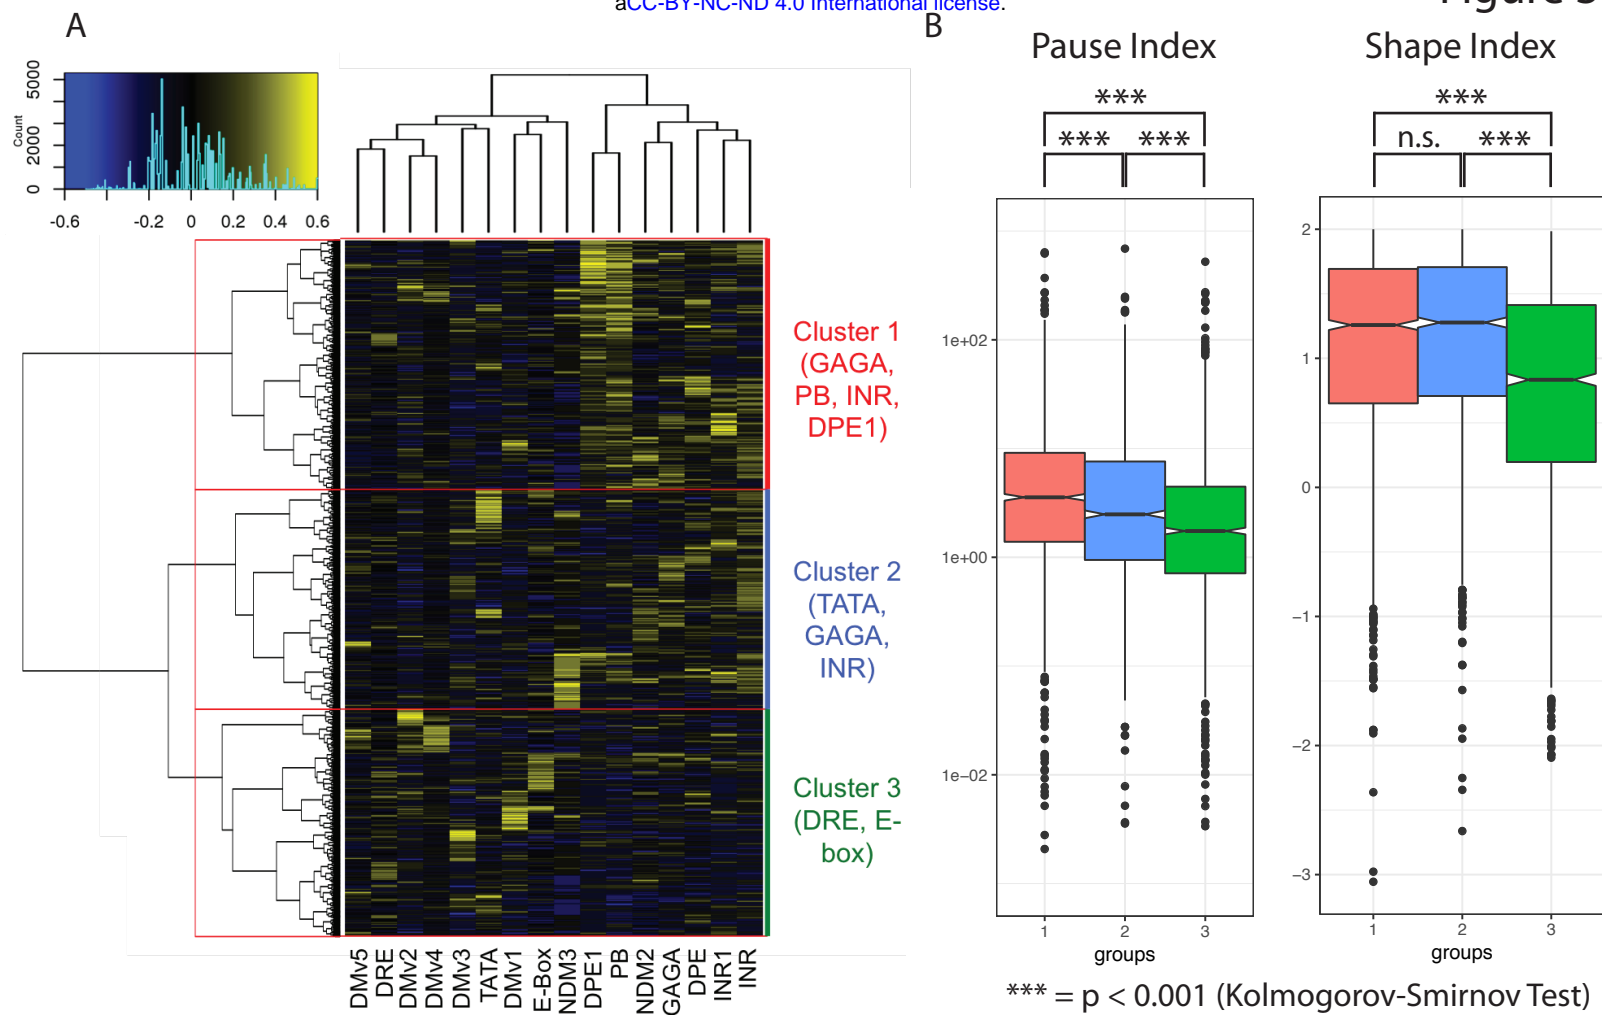 aCC-BY-NC-ND 4.0 International license.
A
5000
2000
0
Count
-0.6
-0.2
0
0.2
0.4
0.6
Cluster 1
(GAGA,
PB, INR,
DPE1)
Cluster 2
(TATA,
GAGA,
INR)
Cluster 3
(DRE, E-
box)
DMv5
DRE
DMv2
DMv4
DMv3
TATA
DMv1
E-Box
NDM3
DPE1
PB
NDM2
GAGA
DPE
INR1
INR
B
Pause Index
***
*** ***
1e+02
1e+00
1e-02
1 2 3
groups
Shape Index
***
n.s. ***
2
1
0
-1
-2
-3
1 2 3
groups
*** = p < 0.001 (Kolmogorov-Smirnov Test)